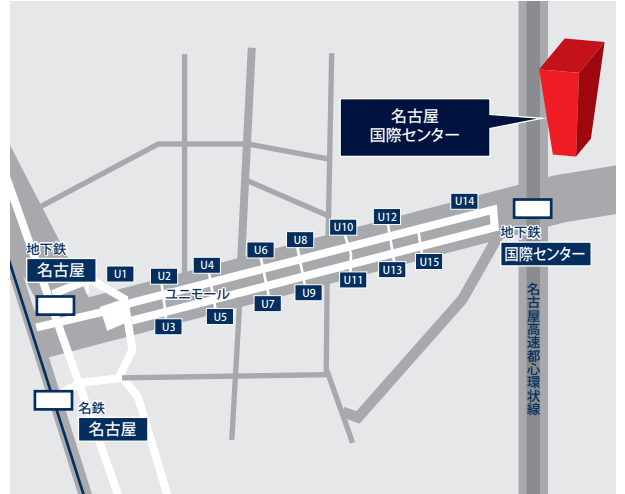 名古屋
国際センター
U14
U12
U10
U8
U6
U4
U2
U1
地下鉄
名古屋
地下鉄
国際センター
ユニモール
U15
U13
U11
U9
U7
U5
U3
名鉄
名古屋
名古屋高速都心環状線